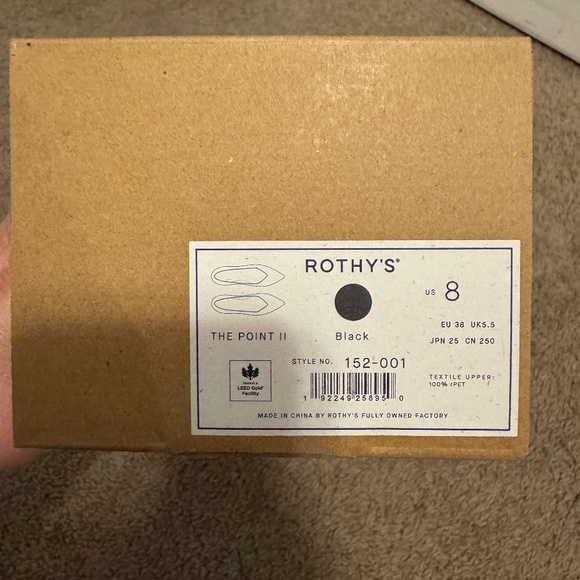 ROTHY'S®
US 8
EU 38 UK5.5
THE POINT II
Black
JPN 25 CN 250
STYLE NO. 152-001
TEXTILE UPPER:
100% rPET
LEED Gold®
Facility
1 92249 25895 0
MADE IN CHINA BY ROTHY'S FULLY OWNED FACTORY